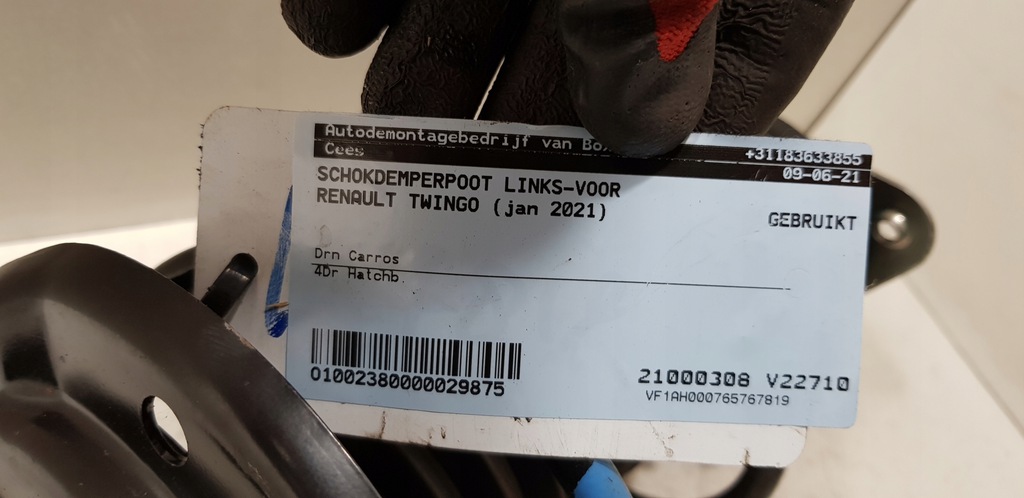 Autodemontagebedrijf van
Cees
+31183633855
09-06-21
SCHOKDEMPERPOOT LINKS-VOOR
RENAULT TWINGO (jan 2021)
GEBRUIKT
Drn Carros
4Dr Hatchb
01002380000029875
21000308 V22710
VF1AH000765767819